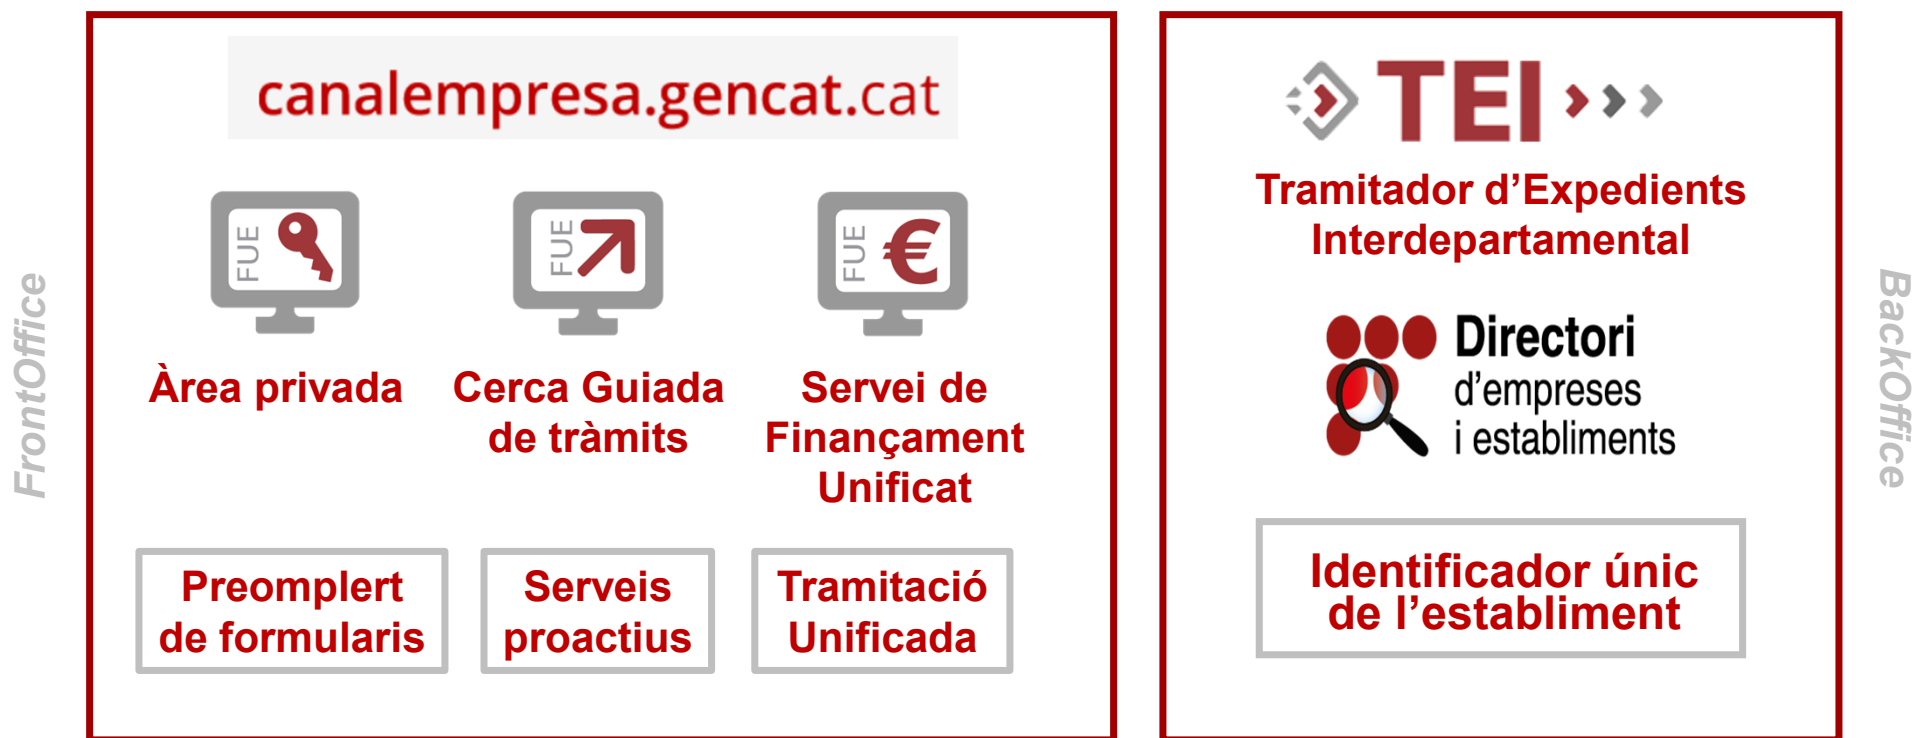 FrontOffice
canalempresa.gencat.cat
FUE
FUE
FUE
Àrea privada
Cerca Guiada
de tràmits
Servei de
Finançament
Unificat
Preomplert
de formularis
Serveis
proactius
Tramitació
Unificada
TEI
Tramitador d’Expedients
Interdepartamental
Directori
d'empreses
i establiments
Identificador únic
de l’establiment
BackOffice